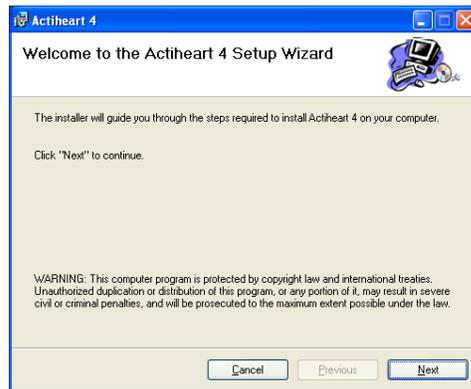 Actiheart 4
Welcome to the Actiheart 4 Setup Wizard
The installer will guide you through the steps required to install Actiheart 4 on your computer.
Click "Next" to continue.
WARNING: This computer program is protected by copyright law and international treaties.
Unauthorized duplication or distribution of this program, or any portion of it, may result in severe
civil or criminal penalties, and will be prosecuted to the maximum extent possible under the law.
Cancel Previous Next